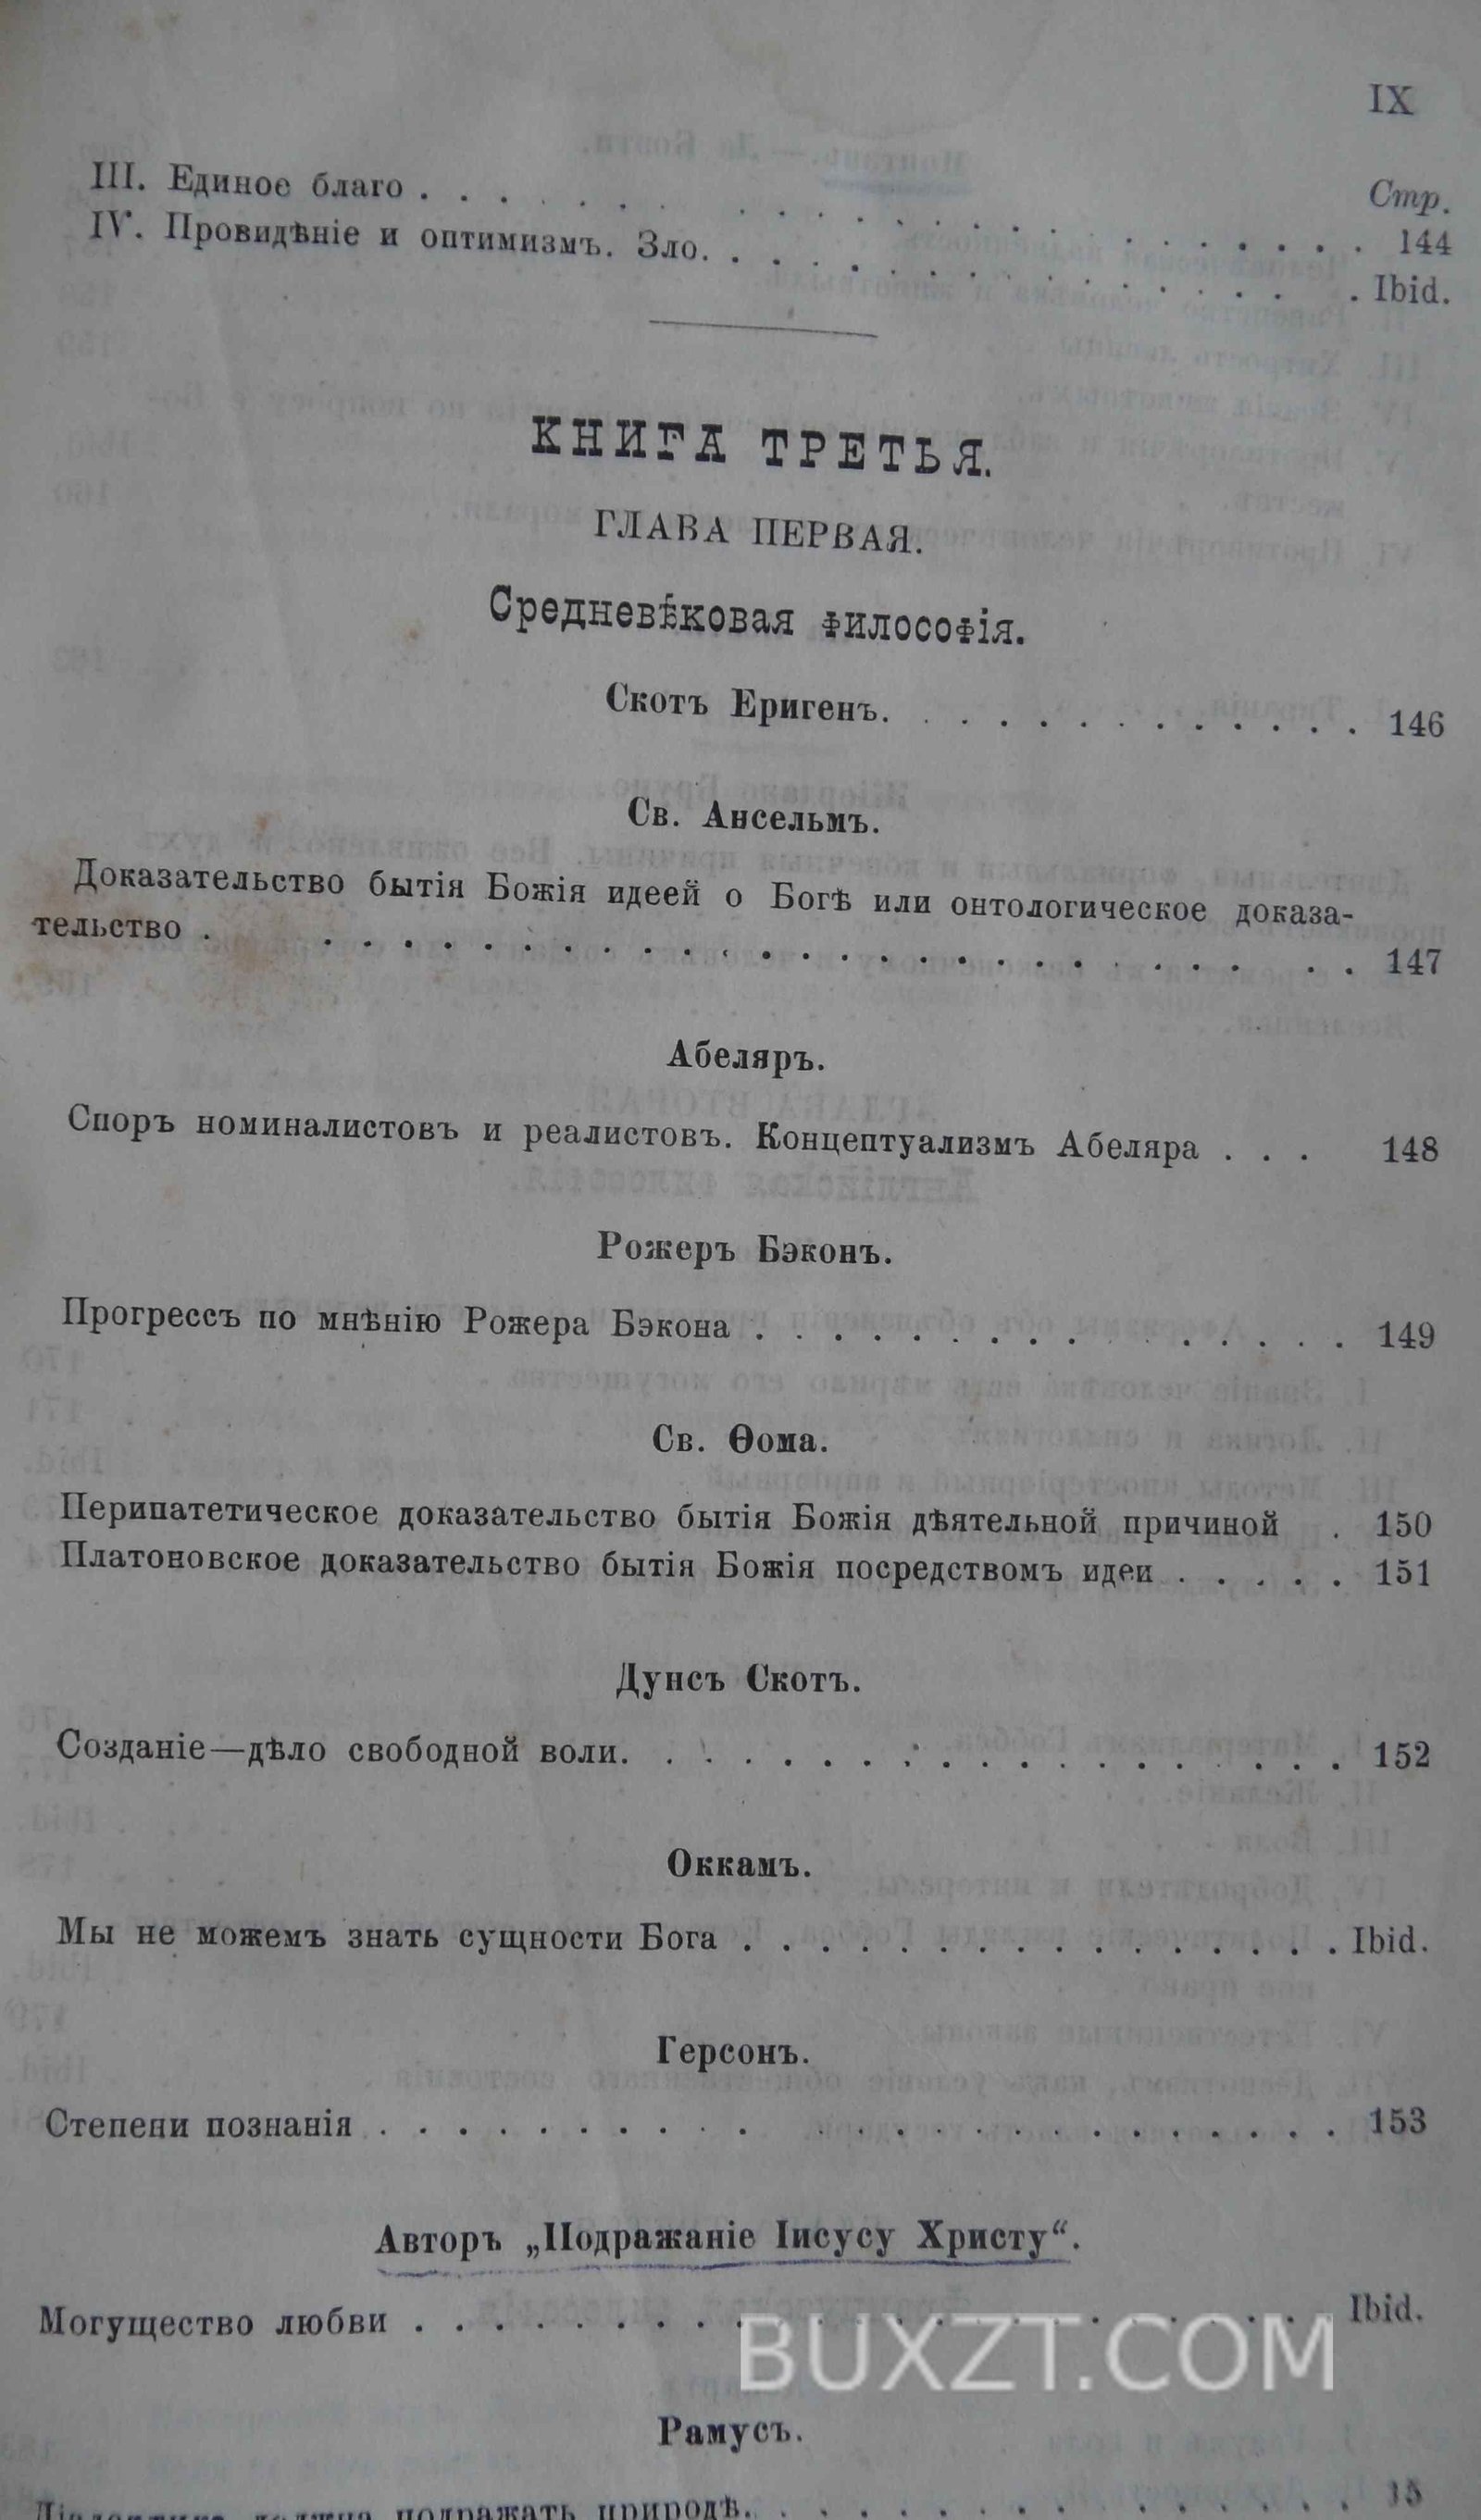 IX
Стр.
III. Единое благо . . . . . . . . . . . . . . . . . . . . . . . 144
IV. Провидѣніе и оптимизмъ. Зло. . . . . . . . . . . . . . . . Ibid.
КНИГА ТРЕТЬЯ.
ГЛАВА ПЕРВАЯ.
Средневѣковая философія.
Скотъ Еригенъ. . . . . . . . . . . . . 146
Св. Ансельмъ.
Доказательство бытія Божія идеей о Богѣ или онтологическое доказа-
тельство . . . . . . . . . . . . . . . . . . . . . . . . . . . 147
Абеляръ.
Споръ номиналистовъ и реалистовъ. Концептуализмъ Абеляра . . . 148
Рожеръ Бэконъ.
Прогрессъ по мнѣнію Рожера Бэкона . . . . . . . . . . . . . . . 149
Св. Ѳома.
Перипатетическое доказательство бытія Божія дѣятельной причиной . 150
Платоновское доказательство бытія Божія посредствомъ идеи . . . . . 151
Дунсъ Скотъ.
Созданіе—дѣло свободной воли. . . . . . . . . . . . . . . . . . . 152
Оккамъ.
Мы не можемъ знать сущности Бога . . . . . . . . . . . . . . . . Ibid.
Герсонъ.
Степени познанія . . . . . . . . . . . . . . . . . . . . . . . . 153
Авторъ „Подражаніе Іисусу Христу“.
Могущество любви . . . . . . . . . . . . . . . . . . . . . . . . Ibid.
BUXZT.COM
Рамусъ.
должна подражать природѣ. . . . . . . . . . . . . . . .